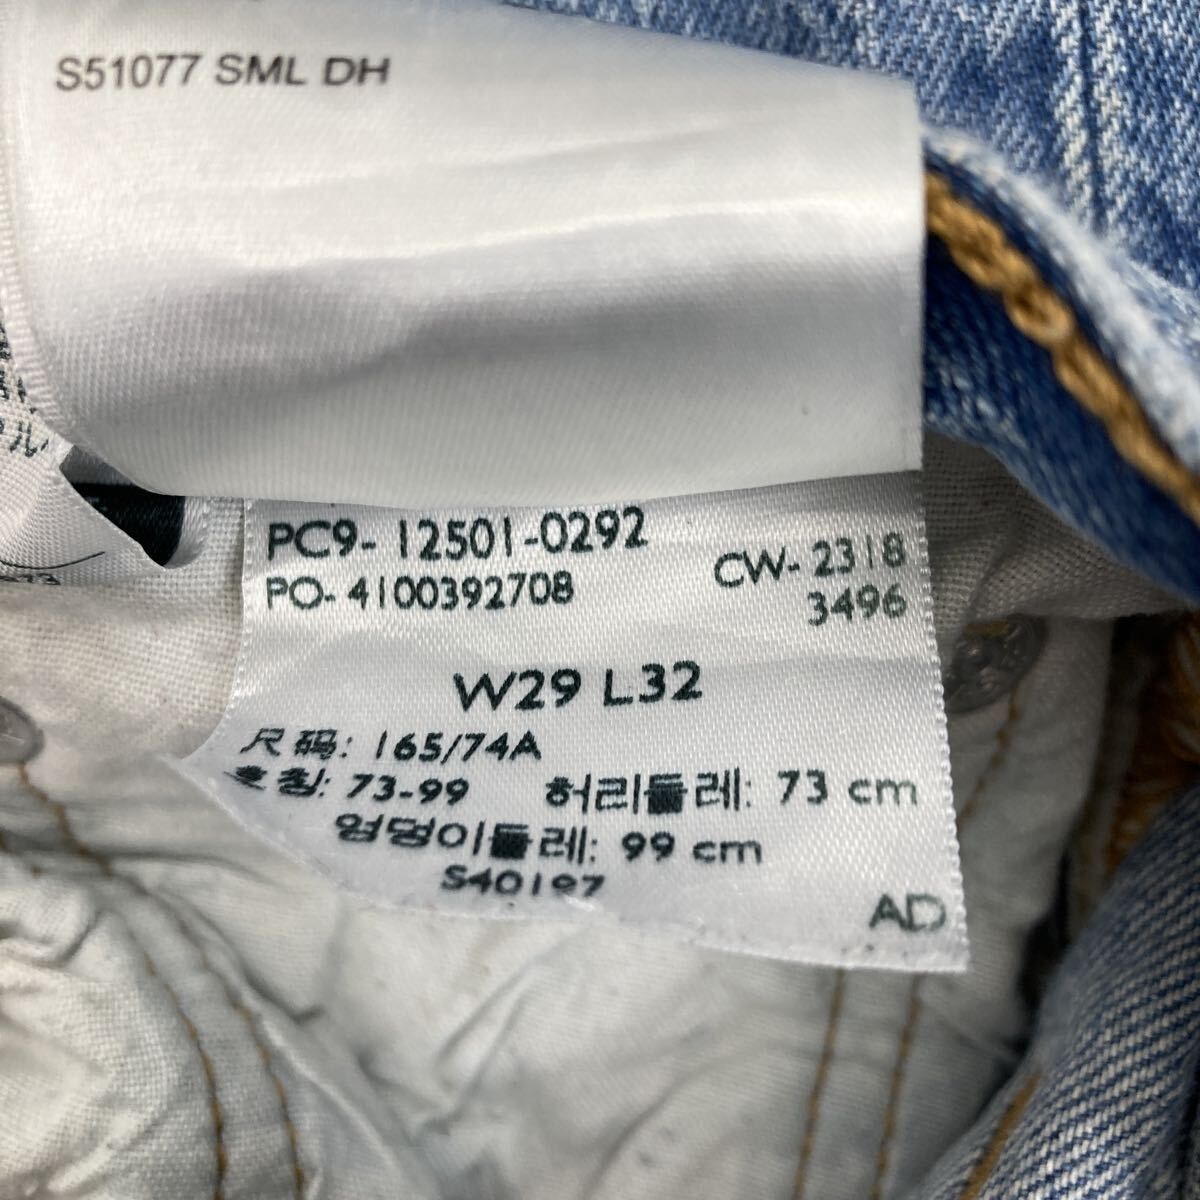 S51077 SML DH
PC9-12501-0292
PO-4100392708
CW-2318
3496
W29 L32
尺码: 165/74A
호칭: 73-99 허리둘레: 73 cm
엉덩이둘레: 99 cm
S40197
AD